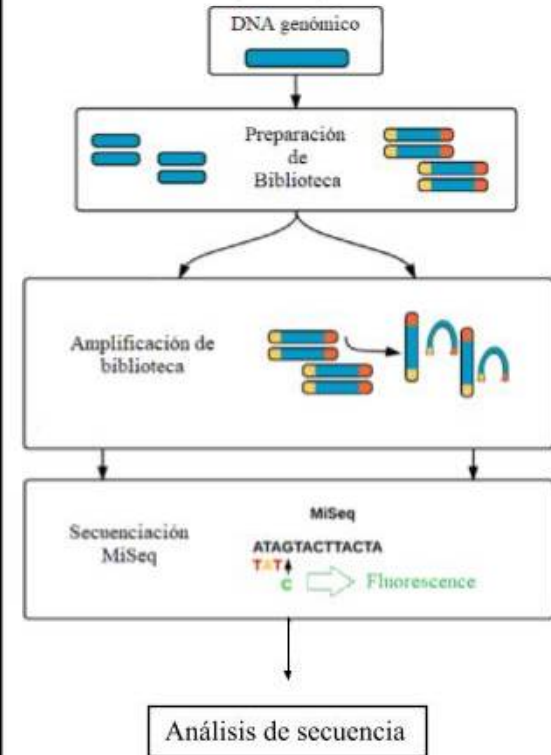 DNA genómico
Preparación
de
Biblioteca
Amplificación de
biblioteca
Secuenciación
MiSeq
MiSeq
ATAGTACTTACTA
TAT
C
Fluorescence
Análisis de secuencia